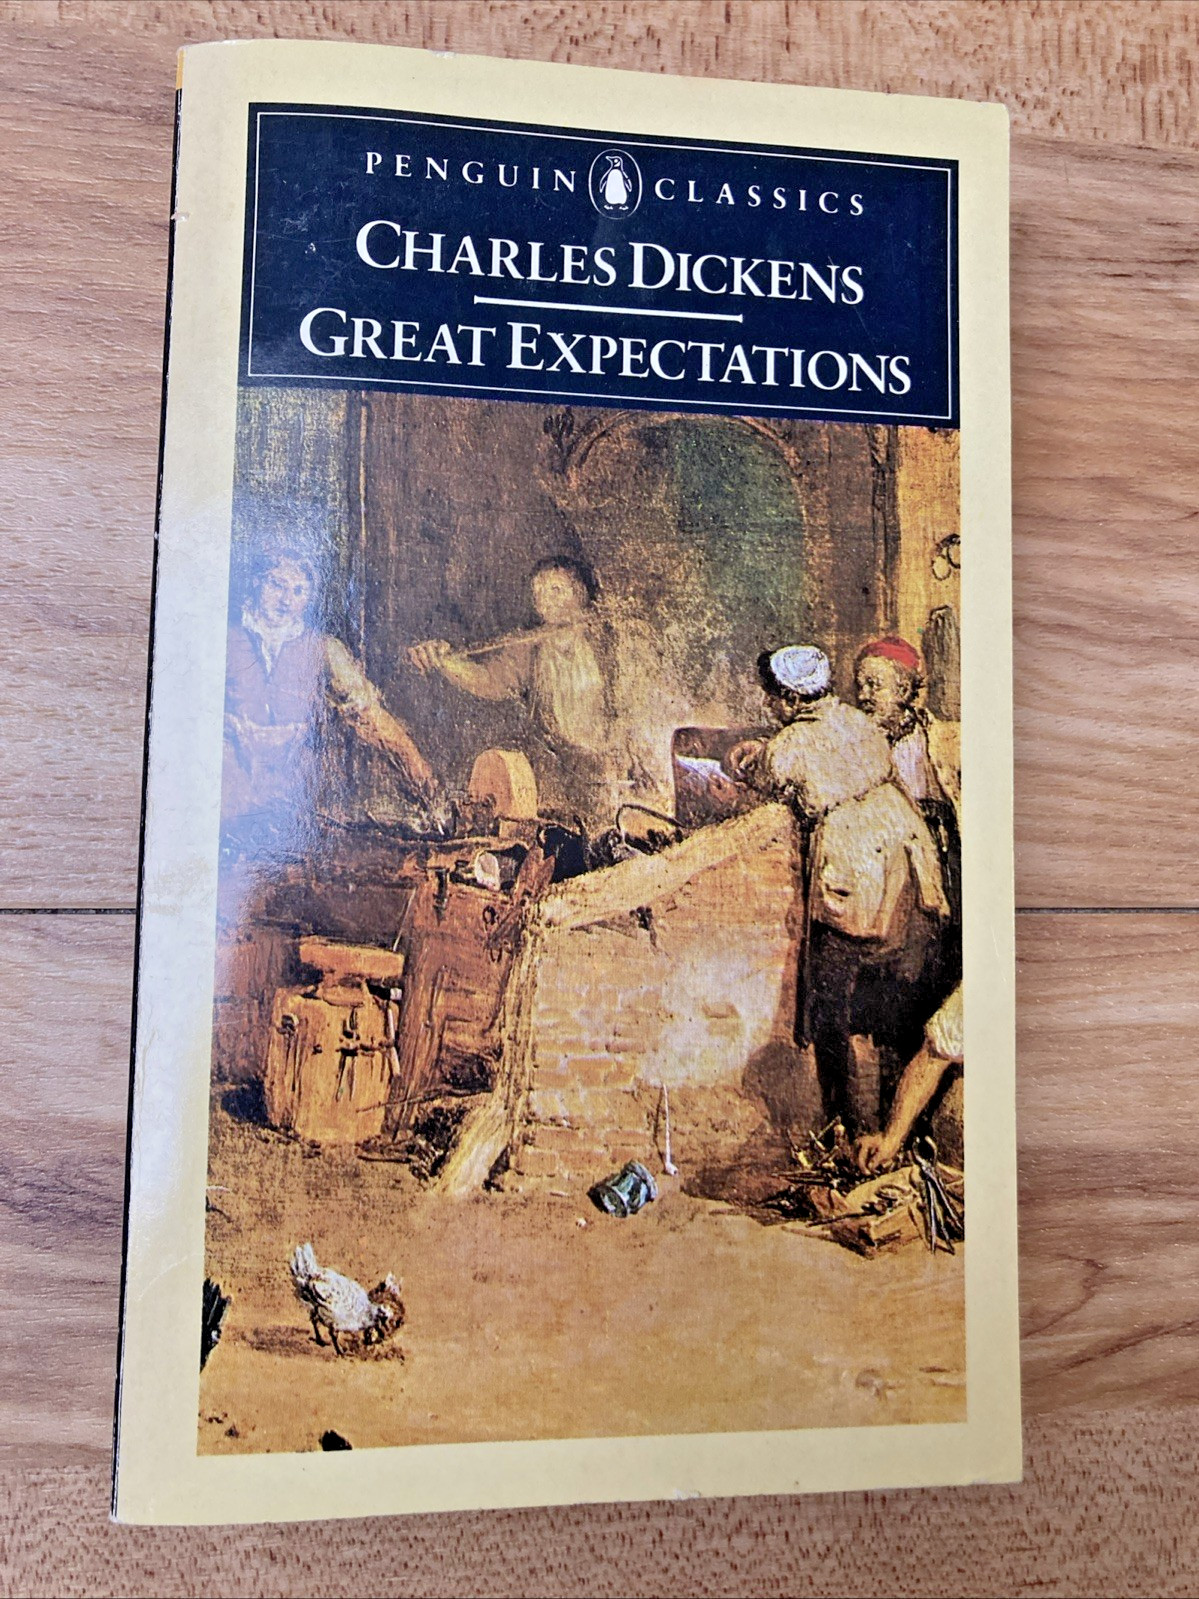 PENGUIN CLASSICS
CHARLES DICKENS
GREAT EXPECTATIONS